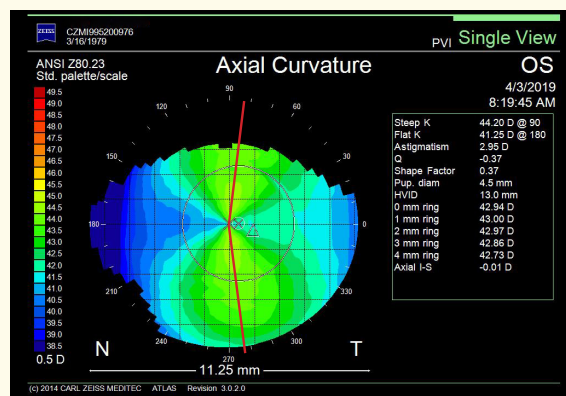 ZEISS
CZMI995200976
3/16/1979
PVI Single View
ANSI Z80.23
Std. palette/scale
Axial Curvature
OS
4/3/2019
8:19:45 AM
49.5
49.0
48.5
48.0
47.5
47.0
46.5
46.0
45.5
45.0
44.5
44.0
43.5
43.0
42.5
42.0
41.5
41.0
40.5
40.0
39.5
39.0
38.5
0.5 D
90
120
60
150
30
180
0
210
330
240
300
270
N
T
11.25 mm
Steep K 44.20 D @ 90
Flat K 41.25 D @ 180
Astigmatism 2.95 D
Q -0.37
Shape Factor 0.37
Pup. diam 4.5 mm
HVID 13.0 mm
0 mm ring 42.94 D
1 mm ring 43.00 D
2 mm ring 42.97 D
3 mm ring 42.86 D
4 mm ring 42.73 D
Axial I-S -0.01 D
(c) 2014 CARL ZEISS MEDITEC ATLAS Revision 3.0.2.0